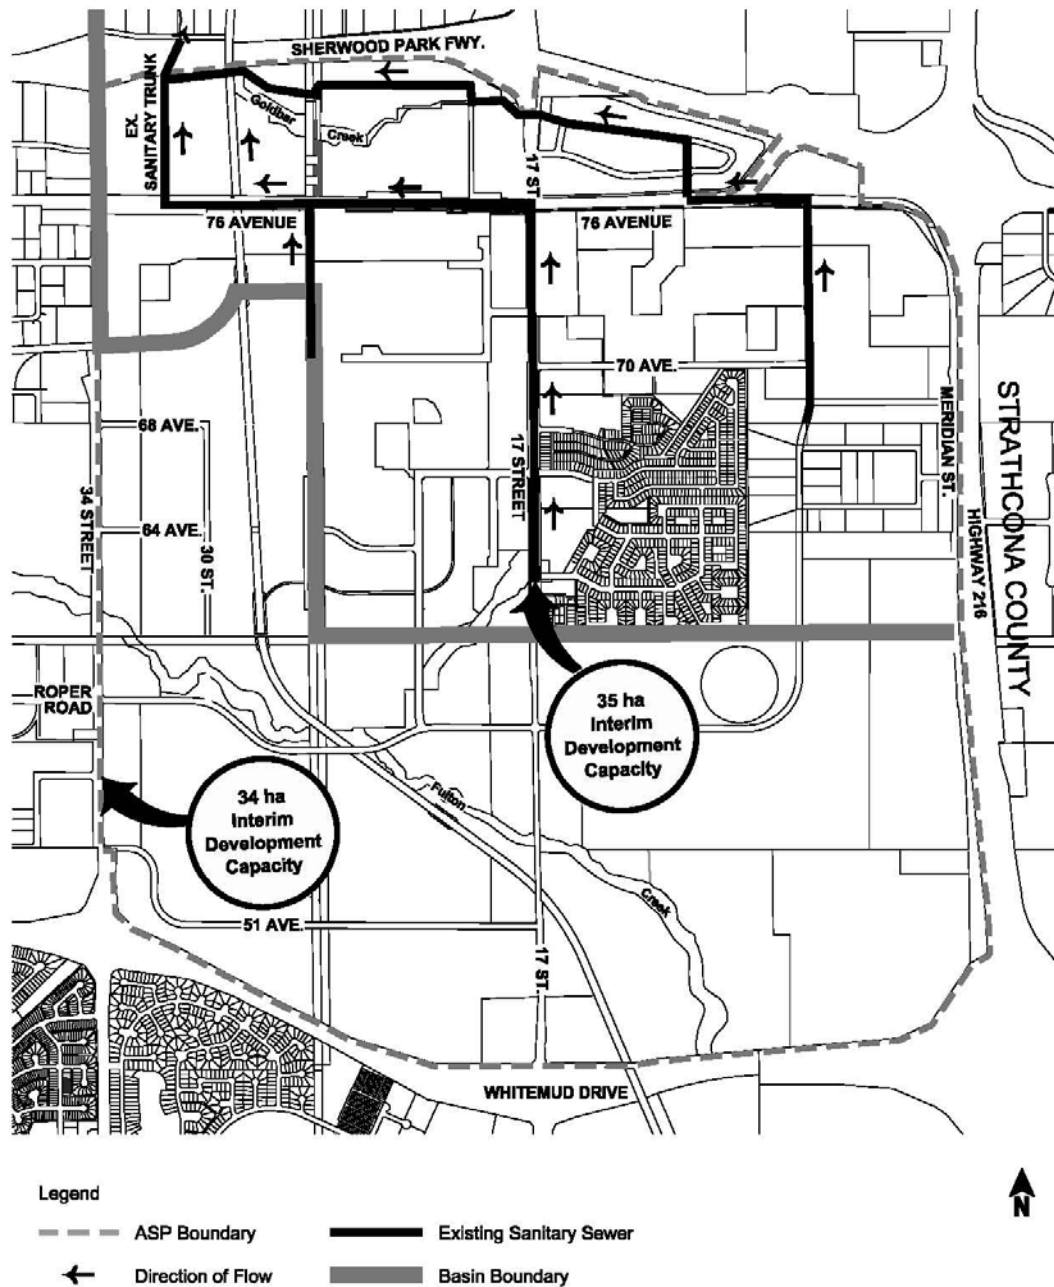 SHERWOOD PARK FWY.
EX.
SANITARY TRUNK
Goldbar
Creek
17 ST.
76 AVENUE
76 AVENUE
70 AVE.
STRATHCONA COUNTY
MERIDIAN ST.
68 AVE.
17 STREET
34 STREET
64 AVE.
30 ST.
HIGHWAY 216
ROPER
ROAD
35 ha
Interim
Development
Capacity
34 ha
Interim
Development
Capacity
Fulton
Creek
51 AVE.
17 ST.
WHITEMUD DRIVE
Legend
N
ASP Boundary
Existing Sanitary Sewer
Direction of Flow
Basin Boundary